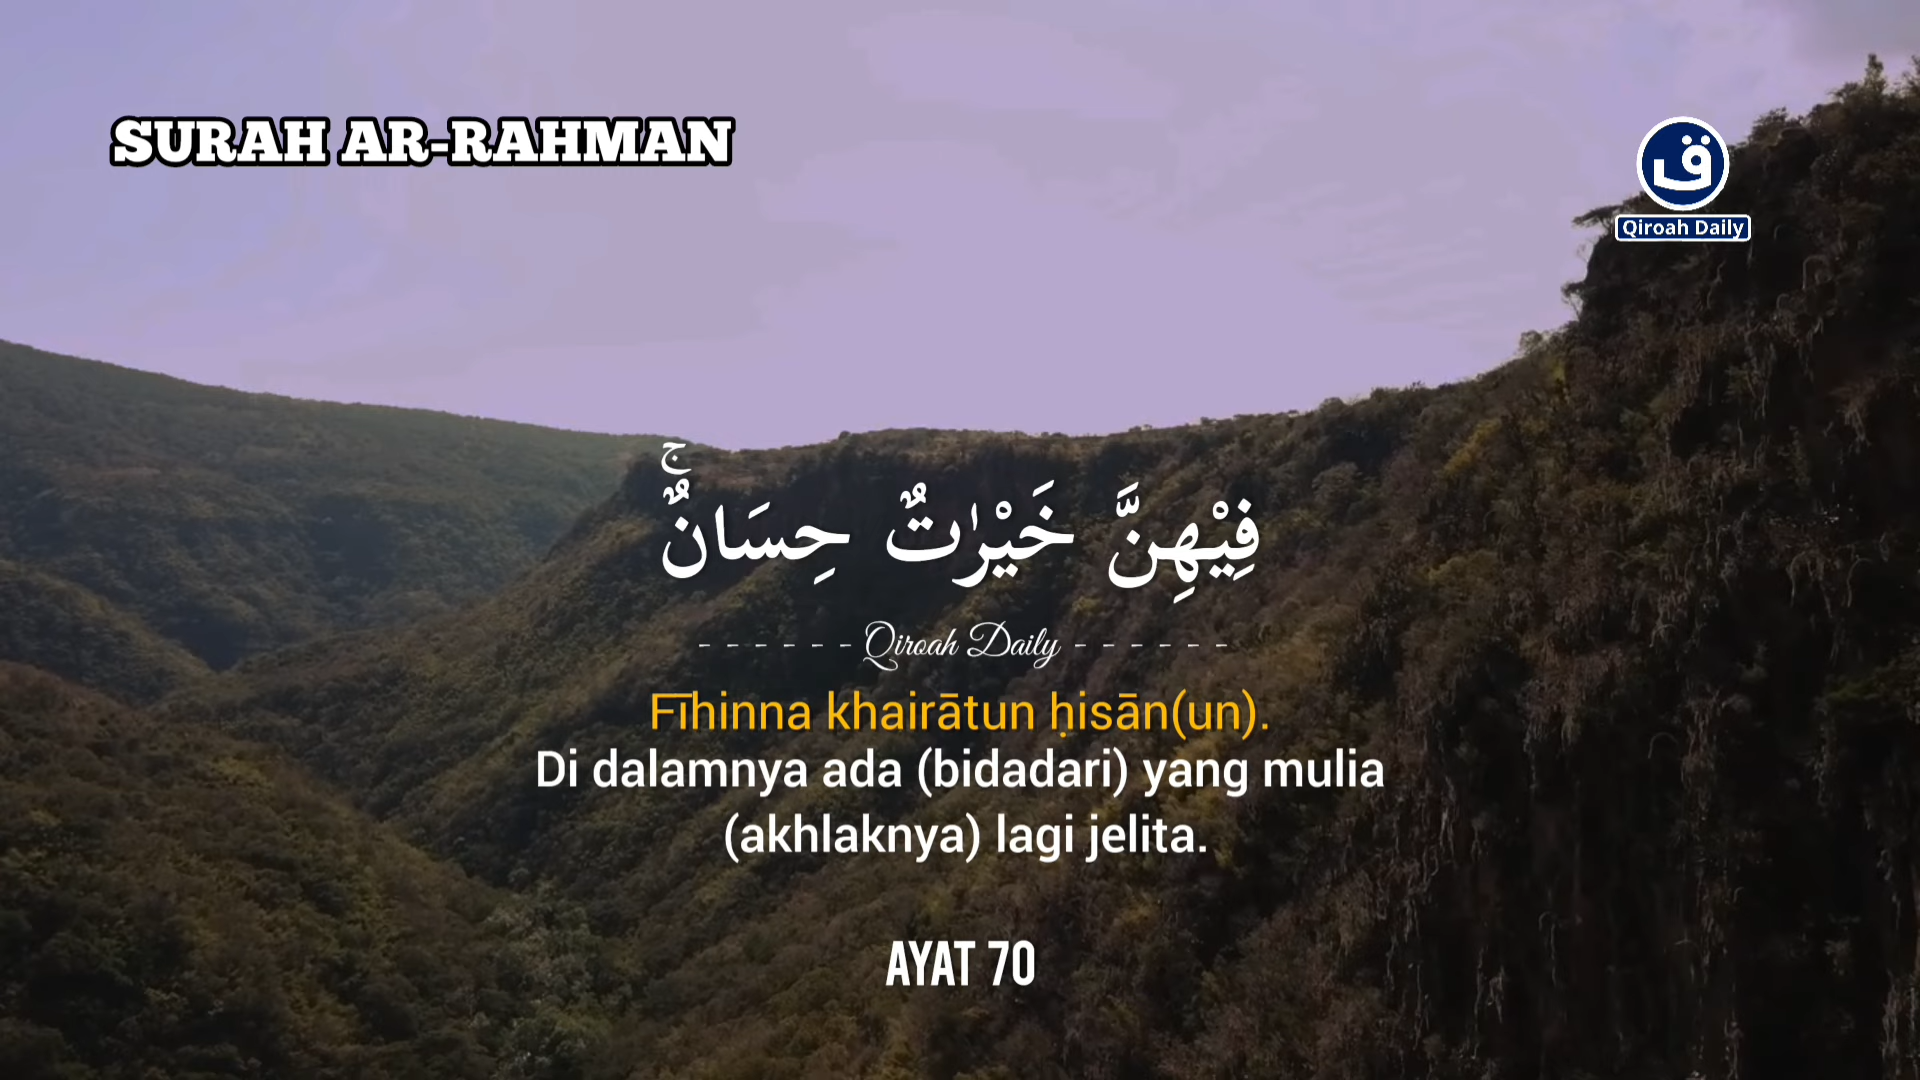 SURAH AR-RAHMAN
ق
Qiroah Daily
فِيْهِنَّ خَيْرٰتٌ حِسَانٌۚ
------Qiroah Daily------
Fīhinna khairātun ḥisān(un).
Di dalamnya ada (bidadari) yang mulia
(akhlaknya) lagi jelita.
AYAT 70